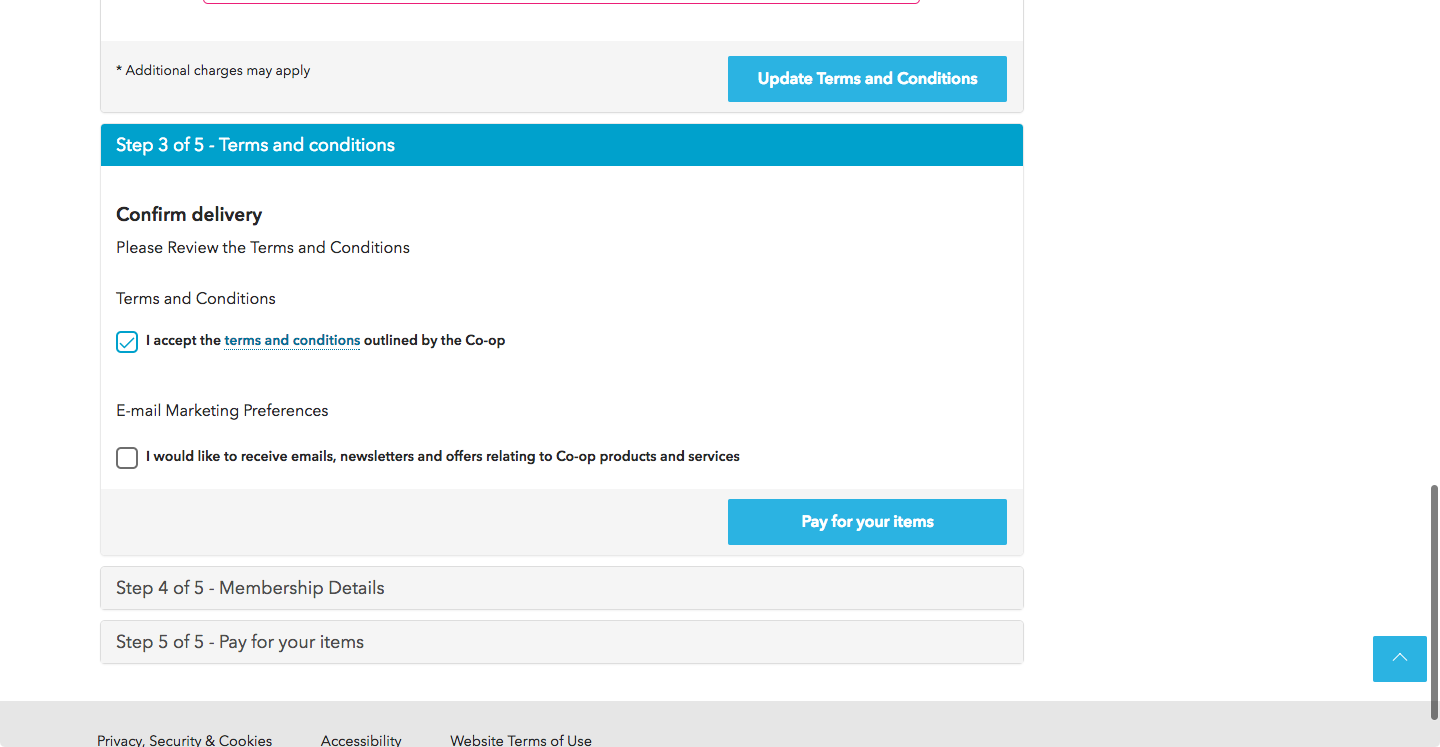 * Additional charges may apply
Update Terms and Conditions
Step 3 of 5 - Terms and conditions
Confirm delivery
Please Review the Terms and Conditions
Terms and Conditions
I accept the terms and conditions outlined by the Co-op
E-mail Marketing Preferences
I would like to receive emails, newsletters and offers relating to Co-op products and services
Pay for your items
Step 4 of 5 - Membership Details
Step 5 of 5 - Pay for your items
Privacy, Security & Cookies Accessibility Website Terms of Use